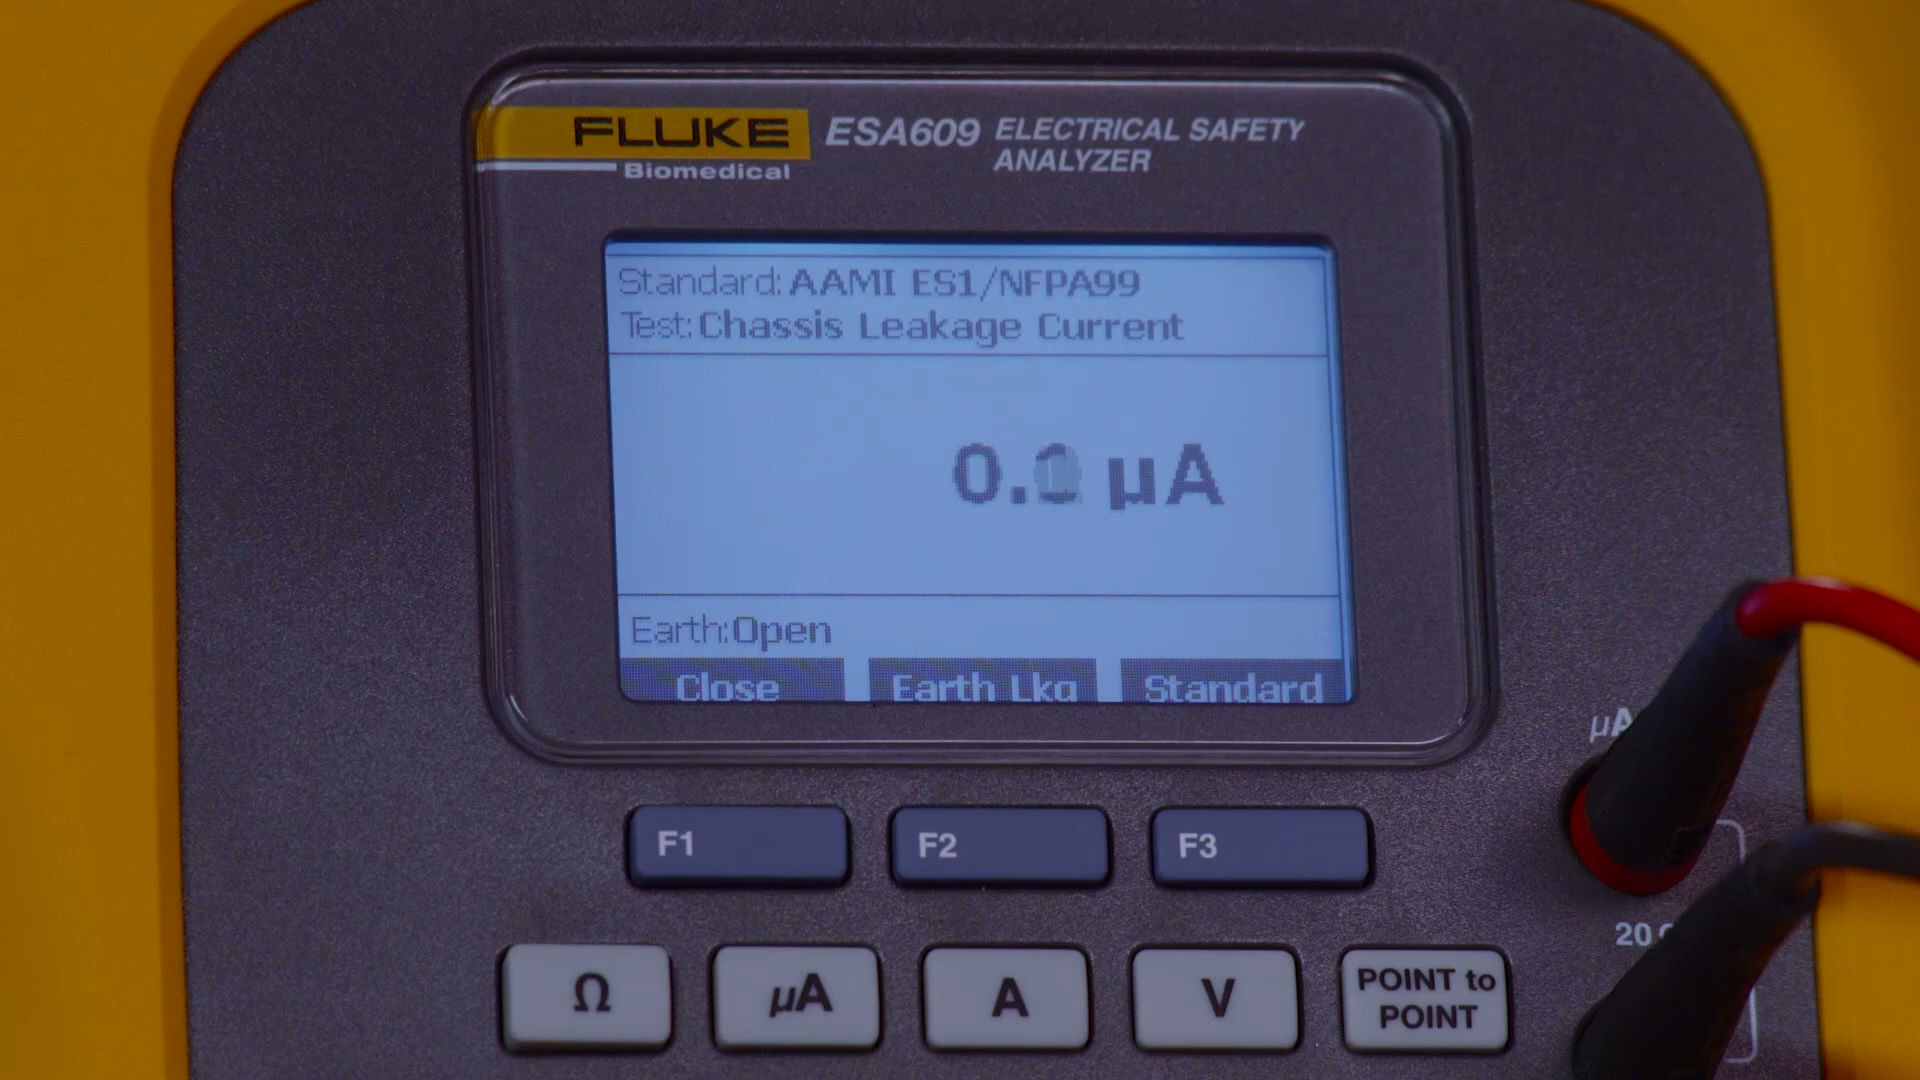 FLUKE
Biomedical
ESA609 ELECTRICAL SAFETY
ANALYZER
Standard: AAMI ES1/NFPA99
Test: Chassis Leakage Current
µA
Earth: Open
Close Earth Lkg Standard
µA
F1 F2 F3
20
Ω µA A V POINT to
POINT